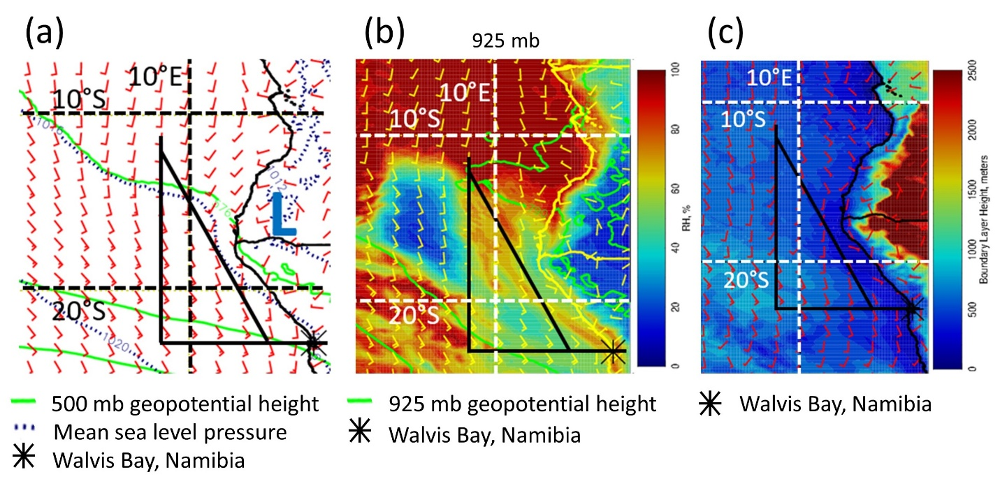 (a)
10°E
10°S
1016
1012
576
L
20°S
1020
500 mb geopotential height
Mean sea level pressure
Walvis Bay, Namibia
(b)
925 mb
10°E
10°S
20°S
100
80
60
40
20
0
RH, %
925 mb geopotential height
Walvis Bay, Namibia
(c)
10°E
10°S
20°S
2500
2000
1500
1000
500
0
Boundary Layer Height, meters
Walvis Bay, Namibia